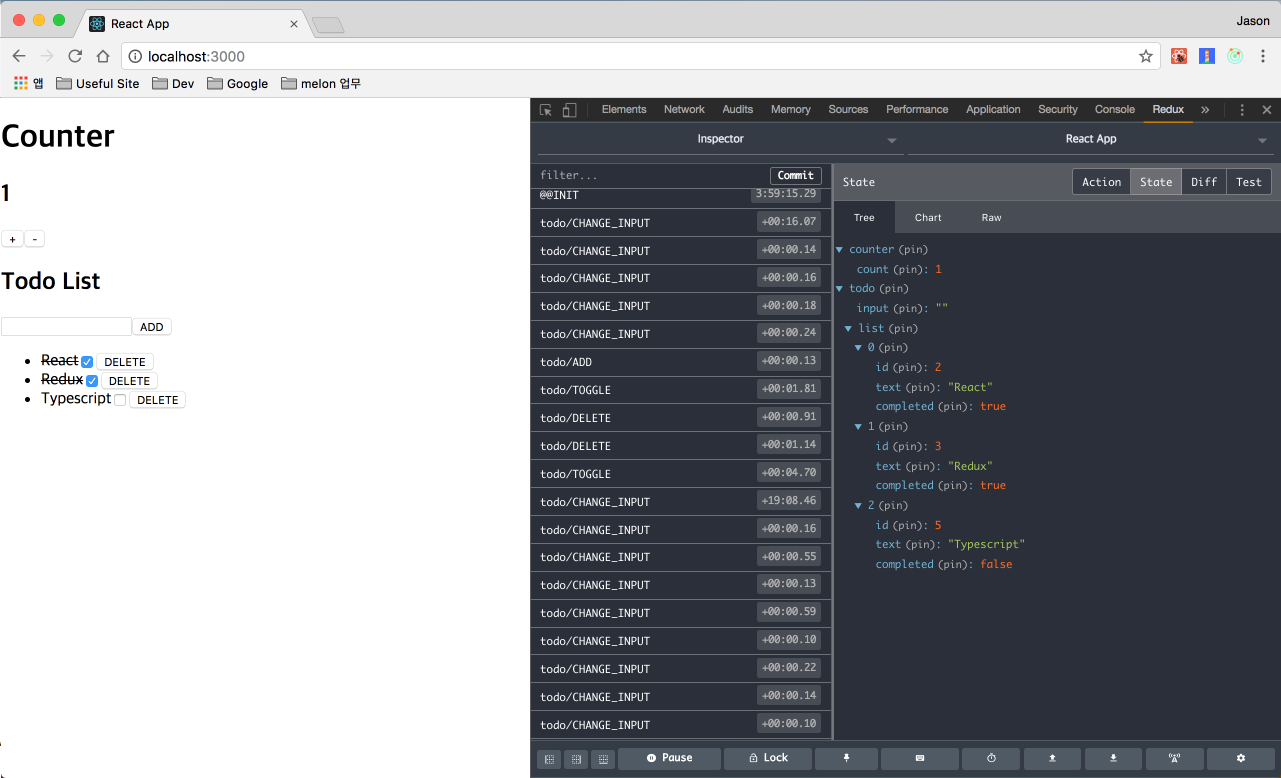 React App
Jason
localhost:3000
앱 Useful Site Dev Google melon 업무
Counter
1
+ -
Todo List
ADD
React DELETE
Redux DELETE
Typescript DELETE
Elements Network Audits Memory Sources Performance Application Security Console Redux »
Inspector React App
filter... Commit
@@INIT 3:59:15.29
todo/CHANGE_INPUT +00:16.07
todo/CHANGE_INPUT +00:00.14
todo/CHANGE_INPUT +00:00.16
todo/CHANGE_INPUT +00:00.18
todo/CHANGE_INPUT +00:00.24
todo/ADD +00:00.13
todo/TOGGLE +00:01.81
todo/DELETE +00:00.91
todo/DELETE +00:01.14
todo/TOGGLE +00:04.70
todo/CHANGE_INPUT +19:08.46
todo/CHANGE_INPUT +00:00.16
todo/CHANGE_INPUT +00:00.55
todo/CHANGE_INPUT +00:00.13
todo/CHANGE_INPUT +00:00.59
todo/CHANGE_INPUT +00:00.10
todo/CHANGE_INPUT +00:00.22
todo/CHANGE_INPUT +00:00.14
todo/CHANGE_INPUT +00:00.10
State Action State Diff Test
Tree Chart Raw
counter (pin)
count (pin): 1
todo (pin)
input (pin): ""
list (pin)
0 (pin)
id (pin): 2
text (pin): "React"
completed (pin): true
1 (pin)
id (pin): 3
text (pin): "Redux"
completed (pin): true
2 (pin)
id (pin): 5
text (pin): "Typescript"
completed (pin): false
Pause Lock